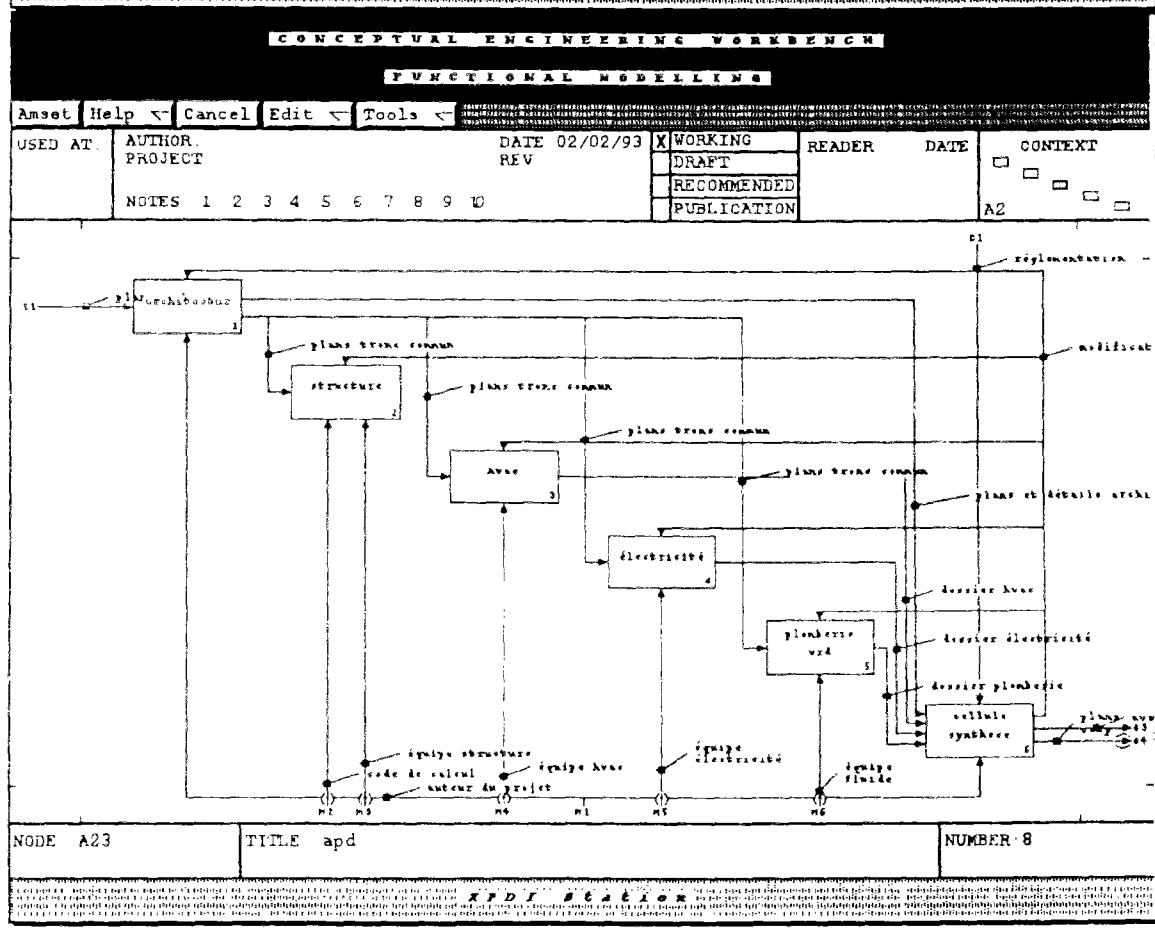 CONCEPTUAL ENGINEERING WORKBENCH
FUNCTIONAL MODELLING
Amset Help Cancel Edit Tools
USED AT.
AUTHOR.
PROJECT
NOTES 1 2 3 4 5 6 7 8 9 10
DATE 02/02/93
REV
X WORKING
DRAFT
RECOMMENDED
PUBLICATION
READER DATE
CONTEXT
A2
réglementation
1
plans tronc commun
modificat
structure
2
plans tronc commun
plans tronc commun
hvac
3
plans tronc commun
plans et détails archi
électricité
4
dossier hvac
plomberie
vrd
5
dossier électricité
dossier plomberie
cellule
synthese
6
plans
équipe structure
code de calcul
auteur du projet
équipe hvac
équipe
électricité
équipe
fluide
M2 M3 M4 M1 M5 M6
NODE A23
TITLE apd
NUMBER 8
XPDI Station